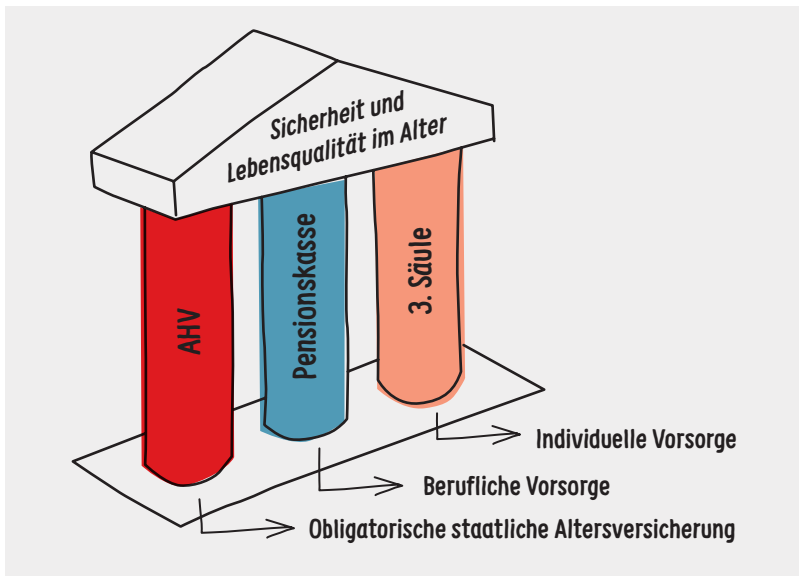 Sicherheit und
Lebensqualität im Alter
AHV
Pensionskasse
3. Säule
Individuelle Vorsorge
Berufliche Vorsorge
Obligatorische staatliche Altersversicherung